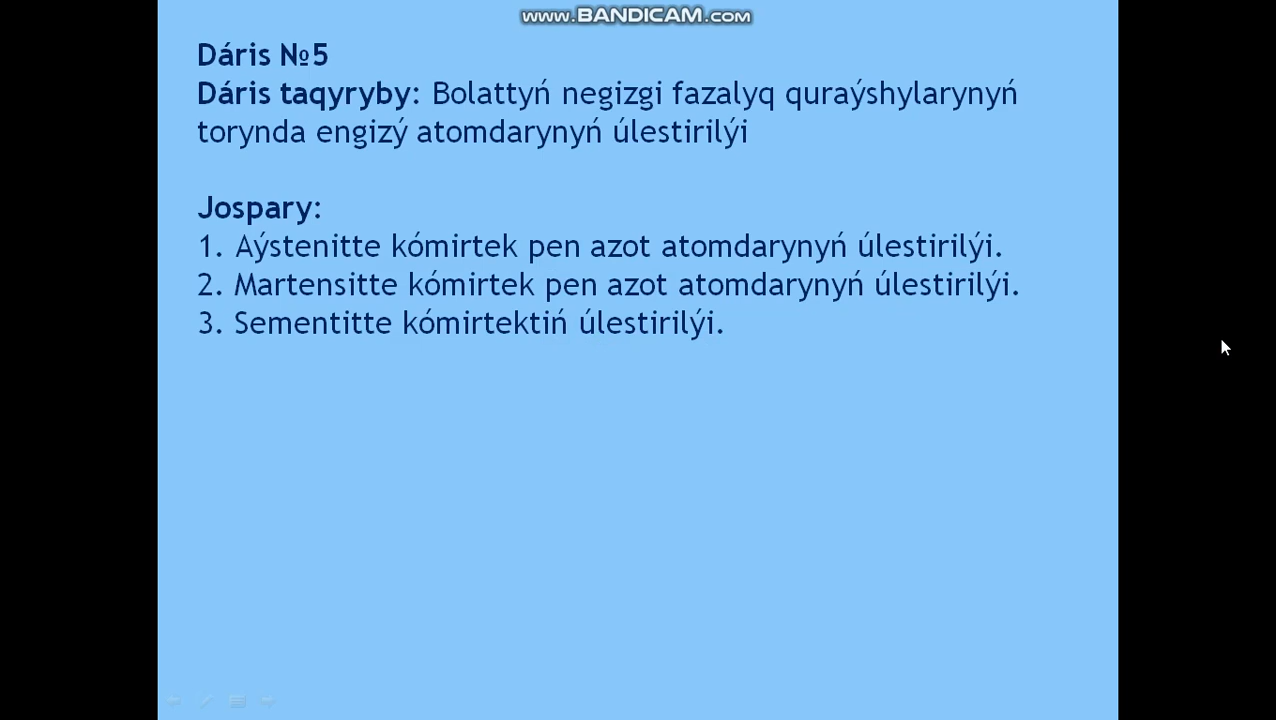 www.BANDICAM.com
Dáris №5
Dáris taqyryby: Bolattyń negizgi fazalyq quraýshylarynyń
torynda engizý atomdarynyń úlestirilýi
Jospary:
1. Aýstenitte kómirtek pen azot atomdarynyń úlestirilýi.
2. Martensitte kómirtek pen azot atomdarynyń úlestirilýi.
3. Sementitte kómirtektiń úlestirilýi.